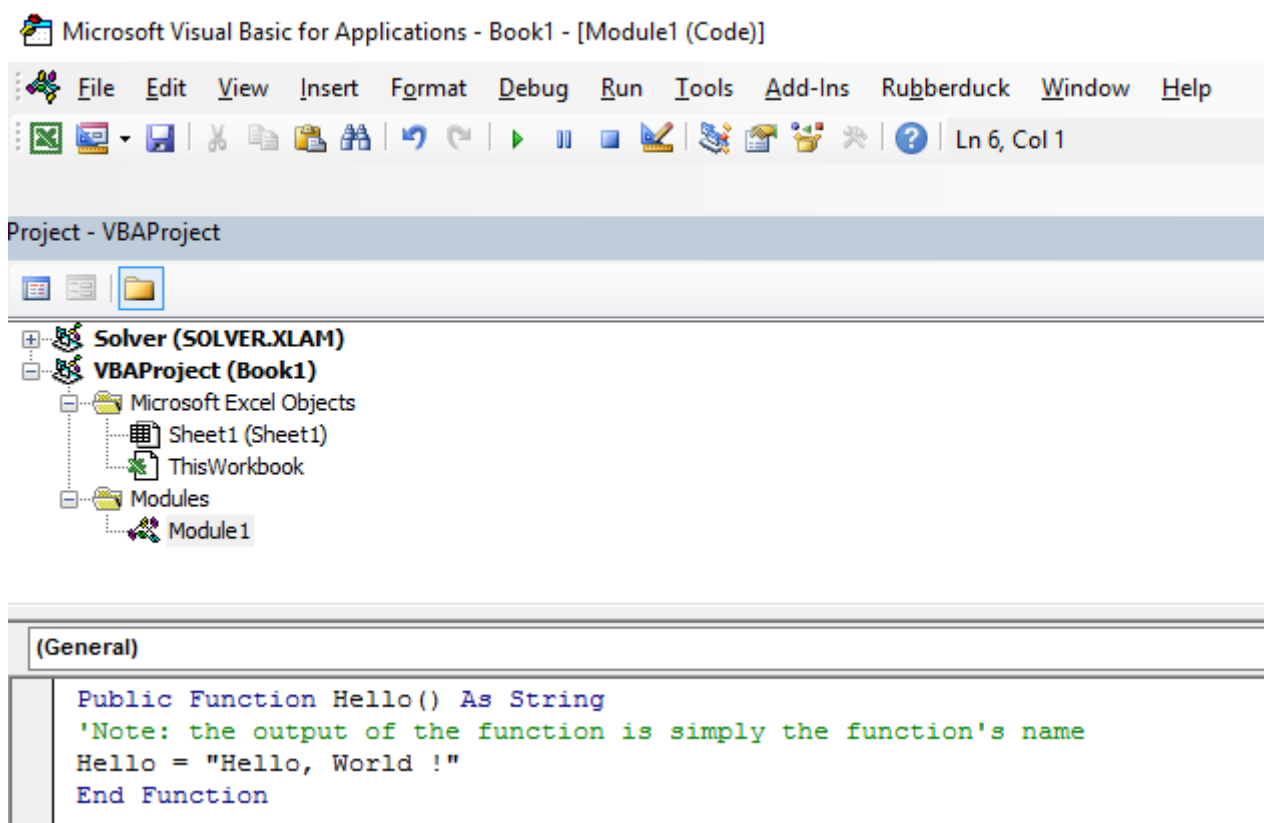 Microsoft Visual Basic for Applications - Book1 - [Module1 (Code)]
File Edit View Insert Format Debug Run Tools Add-Ins Rubberduck Window Help
Ln 6, Col 1
Project - VBAProject
Solver (SOLVER.XLAM)
VBAProject (Book1)
Microsoft Excel Objects
Sheet1 (Sheet1)
ThisWorkbook
Modules
Module1
(General)
Public Function Hello() As String
'Note: the output of the function is simply the function's name
Hello = "Hello, World !"
End Function